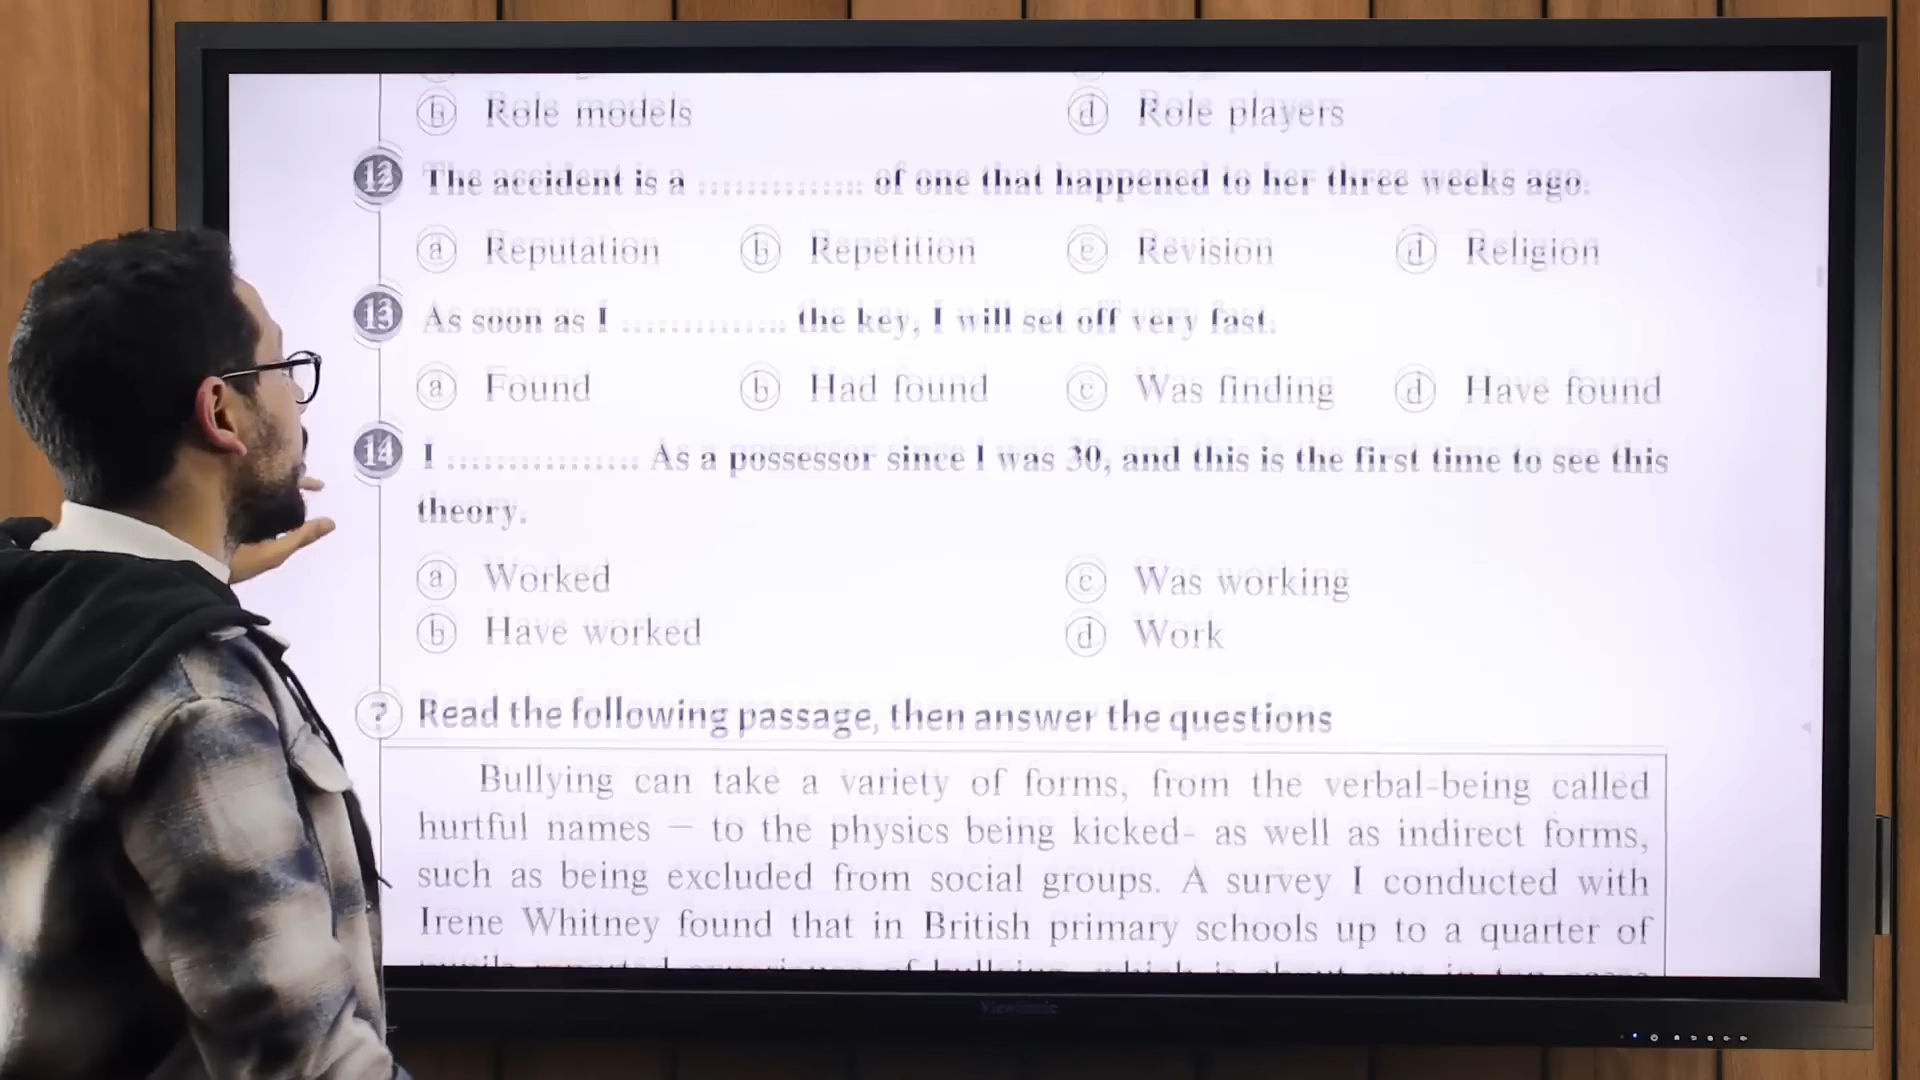 b Role models d Role players
12 The accident is a .............. of one that happened to her three weeks ago.
a Reputation b Repetition c Revision d Religion
13 As soon as I .............. the key, I will set off very fast.
a Found b Had found c Was finding d Have found
14 I ................ As a possessor since I was 30, and this is the first time to see this
theory.
a Worked c Was working
b Have worked d Work
? Read the following passage, then answer the questions
Bullying can take a variety of forms, from the verbal-being called
hurtful names – to the physics being kicked- as well as indirect forms,
such as being excluded from social groups. A survey I conducted with
Irene Whitney found that in British primary schools up to a quarter of
ViewSonic